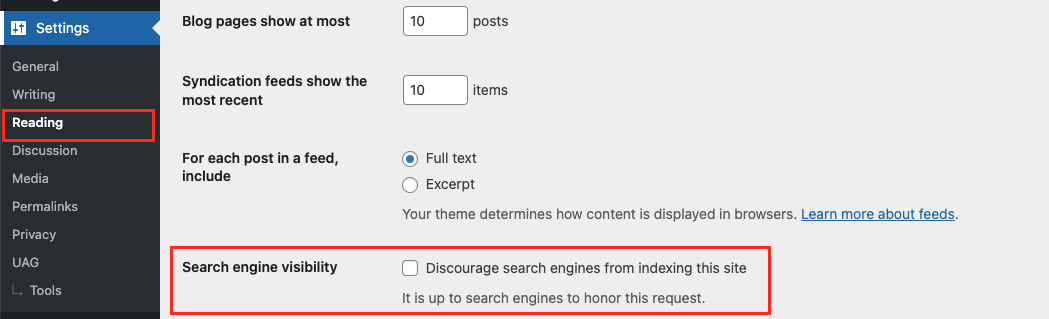 Settings
General
Writing
Reading
Discussion
Media
Permalinks
Privacy
UAG
Tools
Blog pages show at most
10 posts
Syndication feeds show the
most recent
10 items
For each post in a feed,
include
Full text
Excerpt
Your theme determines how content is displayed in browsers. Learn more about feeds.
Search engine visibility
Discourage search engines from indexing this site
It is up to search engines to honor this request.